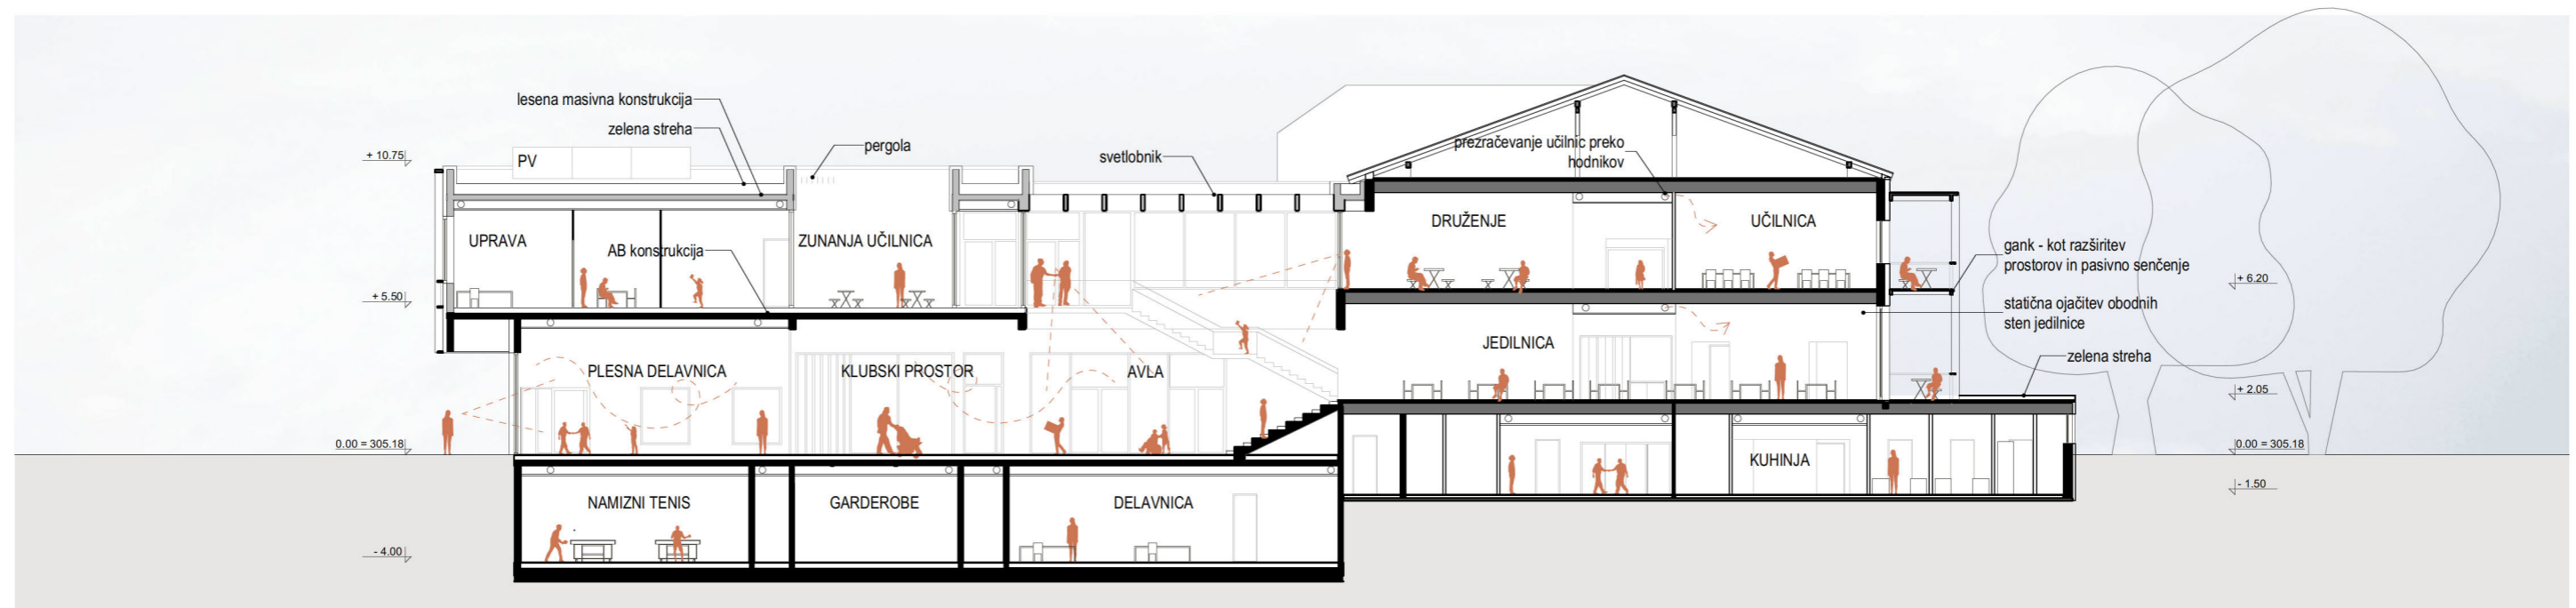 lesena masivna konstrukcija
zelena streha
pergola
svetlobnik
prezračevanje učilnic preko
hodnikov
+ 10.75
PV
UPRAVA
AB konstrukcija
ZUNANJA UČILNICA
DRUŽENJE
UČILNICA
gank - kot razširitev
prostorov in pasivno senčenje
+ 6.20
+ 5.50
statična ojačitev obodnih
sten jedilnice
PLESNA DELAVNICA
KLUBSKI PROSTOR
AVLA
JEDILNICA
zelena streha
+ 2.05
0.00 = 305.18
0.00 = 305.18
KUHINJA
- 1.50
NAMIZNI TENIS
GARDEROBE
DELAVNICA
- 4.00